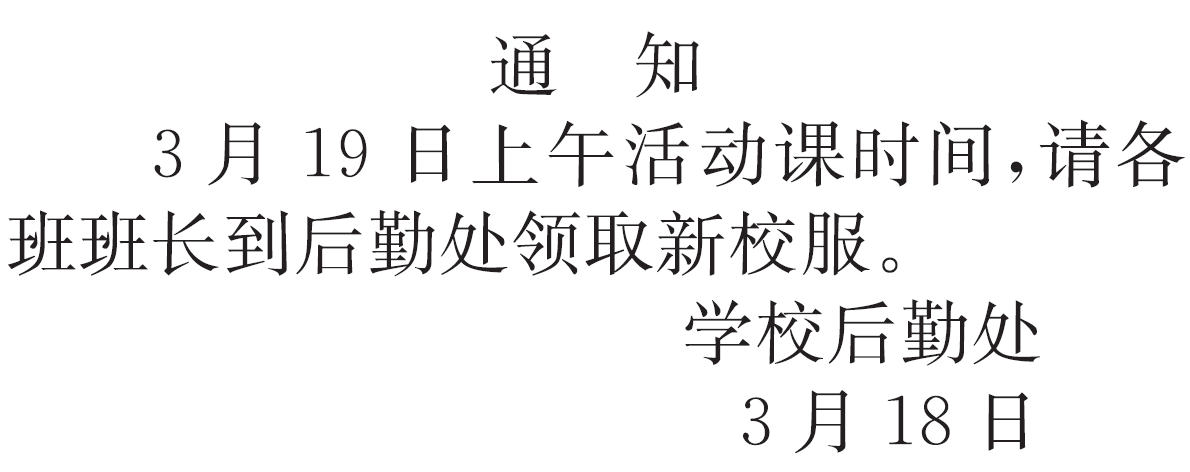 通 知
3 月 19 日上午活动课时间,请各
班班长到后勤处领取新校服。
学校后勤处
3 月 18 日